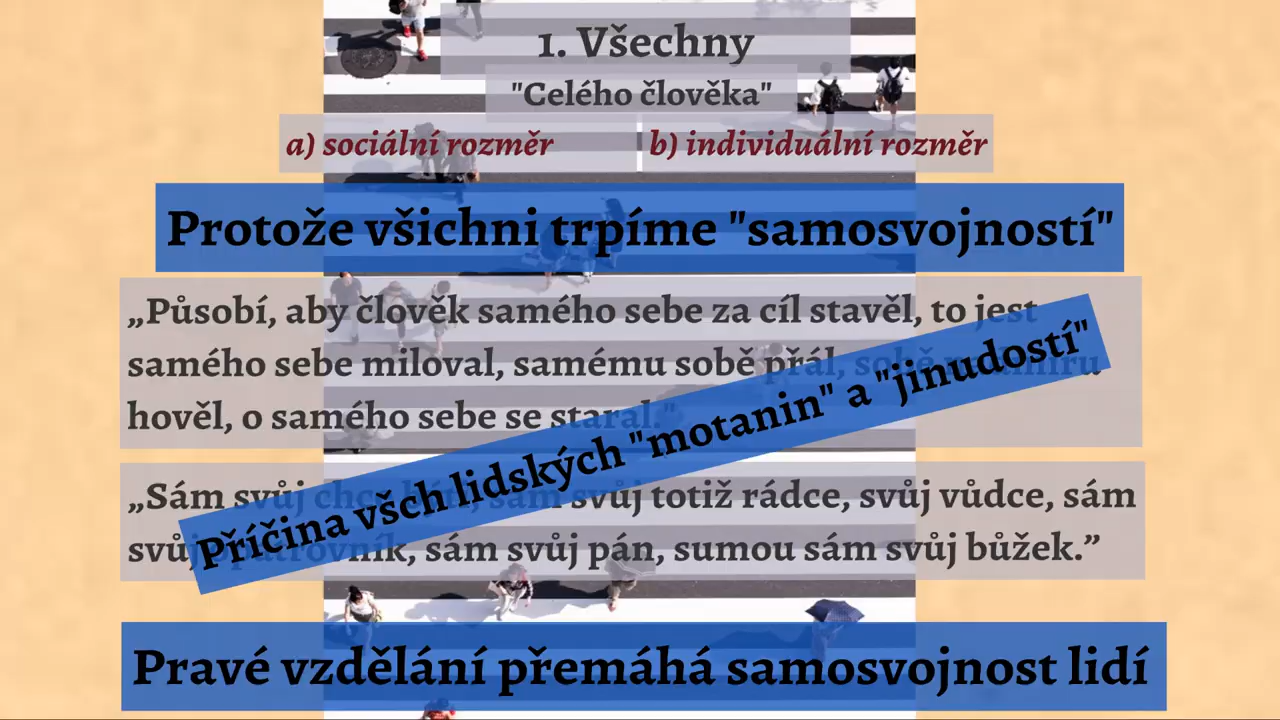 1. Všechny
"Celého člověka"
a) sociální rozměr
b) individuální rozměr
Protože všichni trpíme "samosvojností"
„Působí, aby člověk samého sebe za cíl stavěl, to jest
samého sebe miloval, samému sobě přál, sobě
hověl, o samého sebe se staral."
Příčina všch lidských "motanin" a "jinudostí"
„Sám svůj sám svůj totiž rádce, svůj vůdce, sám
svůj sám svůj pán, sumou sám svůj bůžek.”
Pravé vzdělání přemáhá samosvojnost lidí